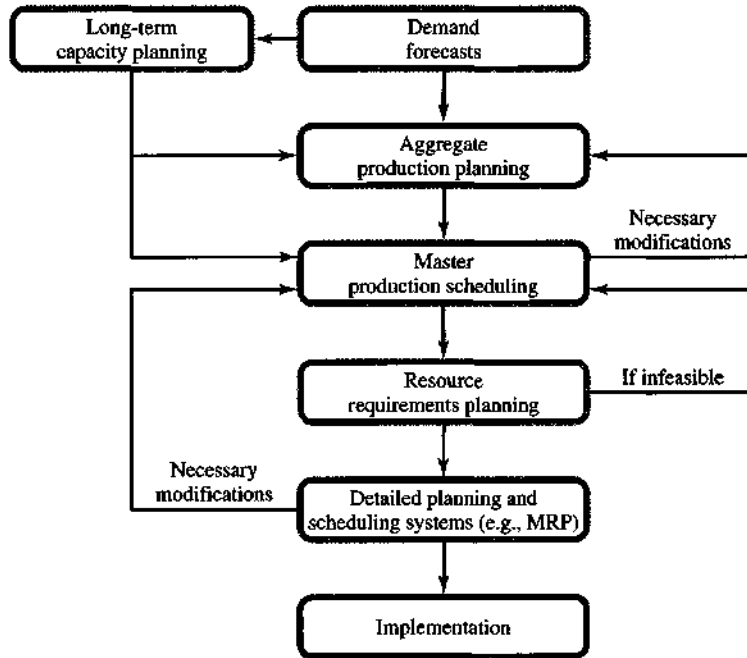 Long-term
capacity planning
Demand
forecasts
Aggregate
production planning
Necessary
modifications
Master
production scheduling
Resource
requirements planning
If infeasible
Necessary
modifications
Detailed planning and
scheduling systems (e.g., MRP)
Implementation